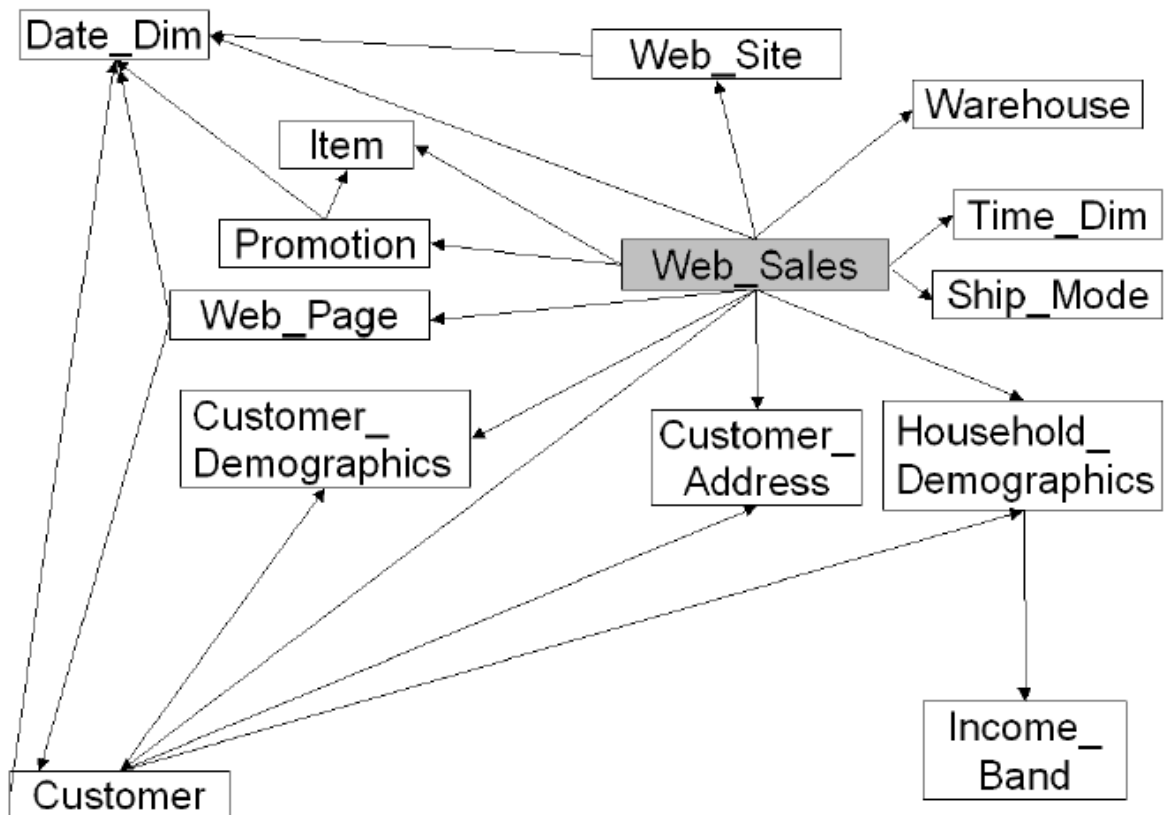 Date_Dim
Web_Site
Warehouse
Item
Time_Dim
Promotion
Web_Sales
Ship_Mode
Web_Page
Customer_
Demographics
Customer_
Address
Household_
Demographics
Income_
Band
Customer